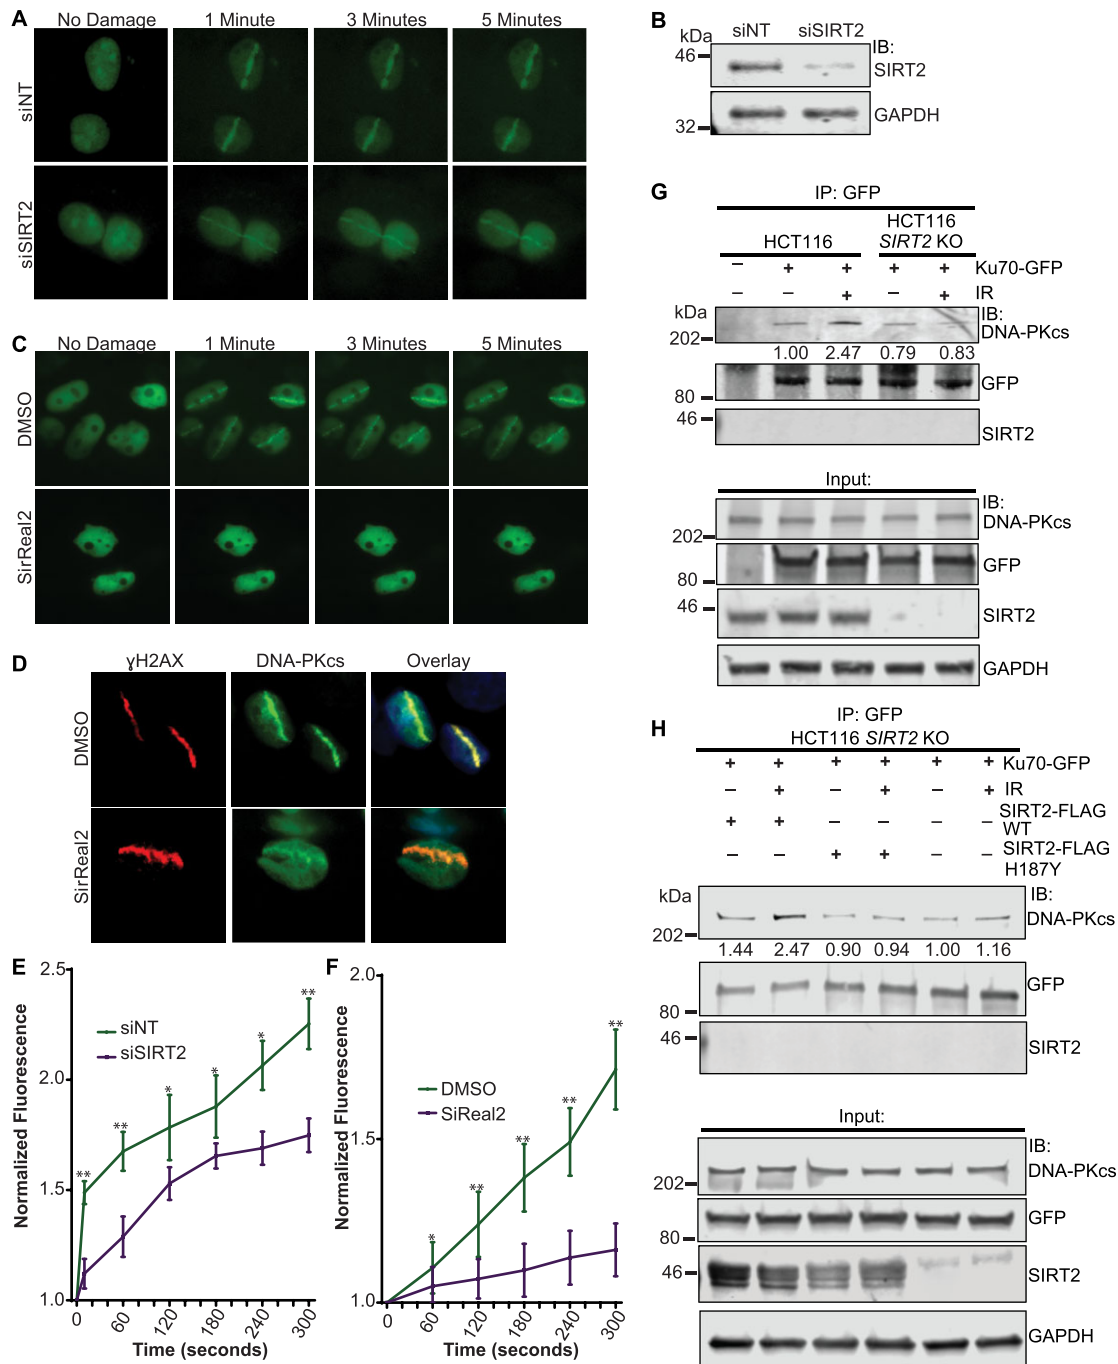 A
No Damage 1 Minute 3 Minutes 5 Minutes
siNT
siSIRT2
B
siNT siSIRT2
kDa
46
IB:
SIRT2
GAPDH
32
C
No Damage 1 Minute 3 Minutes 5 Minutes
DMSO
SirReal2
D
ɣH2AX DNA-PKcs Overlay
DMSO
SirReal2
E
2.5
2.0
1.5
1.0
Normalized Fluorescence
siNT
siSIRT2
** ** * * * **
0 60 120 180 240 300
Time (seconds)
F
2.0
1.5
1.0
Normalized Fluorescence
DMSO
SiReal2
* ** ** ** **
0 60 120 180 240 300
Time (seconds)
G
IP: GFP
HCT116
HCT116
SIRT2 KO
– + + + + Ku70-GFP
– – + – + IR
kDa
IB:
DNA-PKcs
202
1.00 2.47 0.79 0.83
GFP
80
46
SIRT2
Input:
IB:
DNA-PKcs
202
GFP
80
46
SIRT2
GAPDH
H
IP: GFP
HCT116 SIRT2 KO
+ + + + + + Ku70-GFP
– + – + – + IR
+ + – – – – SIRT2-FLAG
WT
– – + + – – SIRT2-FLAG
H187Y
kDa
IB:
DNA-PKcs
202
1.44 2.47 0.90 0.94 1.00 1.16
GFP
80
46
SIRT2
Input:
IB:
DNA-PKcs
202
GFP
80
46
SIRT2
GAPDH